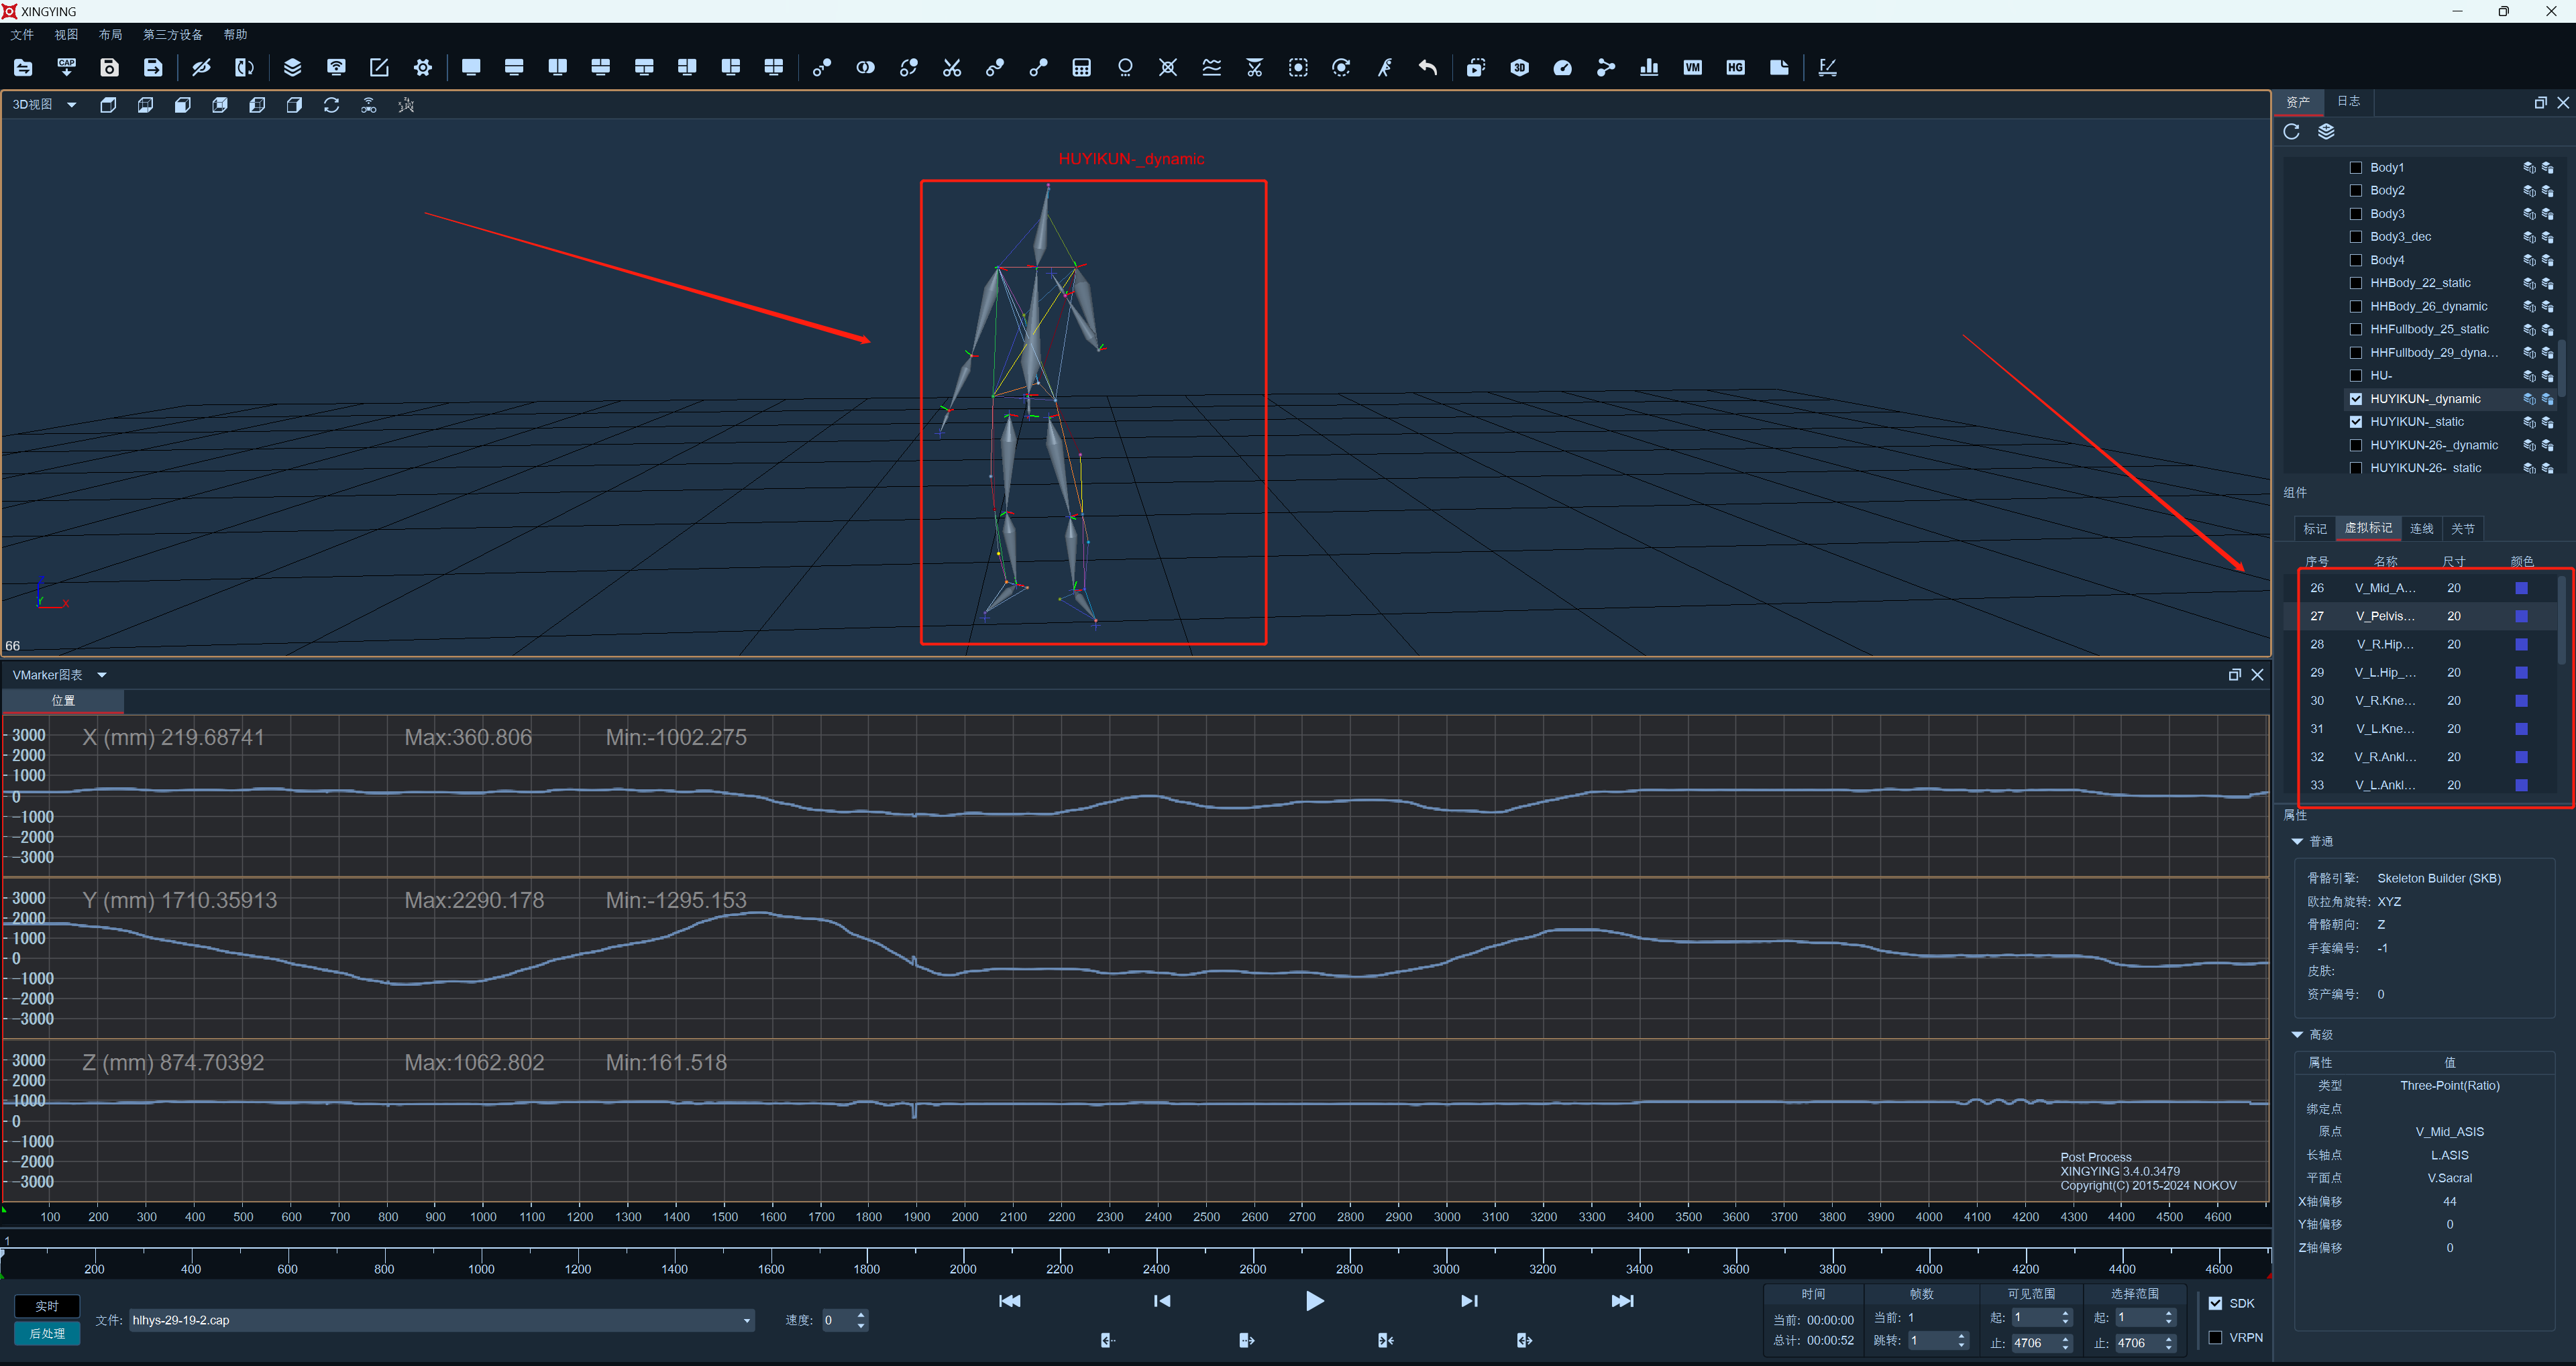 XINGYING
文件 视图 布局 第三方设备 帮助
CAP 3D VM HG
3D视图
资产 日志
HUYIKUN-_dynamic
Body1
Body2
Body3
Body3_dec
Body4
HHBody_22_static
HHBody_26_dynamic
HHFullbody_25_static
HHFullbody_29_dyna...
HU-
HUYIKUN-_dynamic
HUYIKUN-_static
HUYIKUN-26-_dynamic
HUYIKUN-26-_static
组件
标记 虚拟标记 连线 关节
序号 名称 尺寸 颜色
26 V_Mid_A... 20
27 V_Pelvis... 20
28 V_R.Hip... 20
29 V_L.Hip_... 20
30 V_R.Kne... 20
31 V_L.Kne... 20
32 V_R.Ankl... 20
33 V_L.Ankl... 20
Z
Y
X
66
属性
普通
骨骼引擎: Skeleton Builder (SKB)
欧拉角旋转: XYZ
骨骼朝向: Z
手套编号: -1
皮肤:
资产编号: 0
高级
属性 值
类型 Three-Point(Ratio)
绑定点
原点 V_Mid_ASIS
长轴点 L.ASIS
平面点 V.Sacral
X轴偏移 44
Y轴偏移 0
Z轴偏移 0
VMarker图表
位置
X (mm) 219.68741 Max:360.806 Min:-1002.275
3000
2000
1000
0
-1000
-2000
-3000
Y (mm) 1710.35913 Max:2290.178 Min:-1295.153
3000
2000
1000
0
-1000
-2000
-3000
Z (mm) 874.70392 Max:1062.802 Min:161.518
3000
2000
1000
0
-1000
-2000
-3000
Post Process
XINGYING 3.4.0.3479
Copyright(C) 2015-2024 NOKOV
100 200 300 400 500 600 700 800 900 1000 1100 1200 1300 1400 1500 1600 1700 1800 1900 2000 2100 2200 2300 2400 2500 2600 2700 2800 2900 3000 3100 3200 3300 3400 3500 3600 3700 3800 3900 4000 4100 4200 4300 4400 4500 4600
1
200 400 600 800 1000 1200 1400 1600 1800 2000 2200 2400 2600 2800 3000 3200 3400 3600 3800 4000 4200 4400 4600
实时
后处理
文件: hlhys-29-19-2.cap
速度: 0
时间 帧数 可见范围 选择范围
当前: 00:00:00 当前: 1 起: 1 起: 1
总计: 00:00:52 跳转: 1 止: 4706 止: 4706
SDK
VRPN